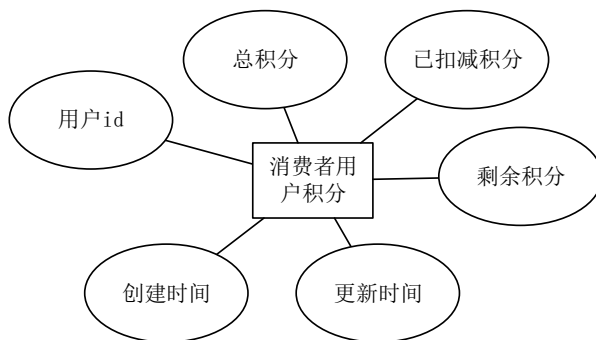 总积分
已扣减积分
用户id
消费者用
户积分
剩余积分
创建时间
更新时间